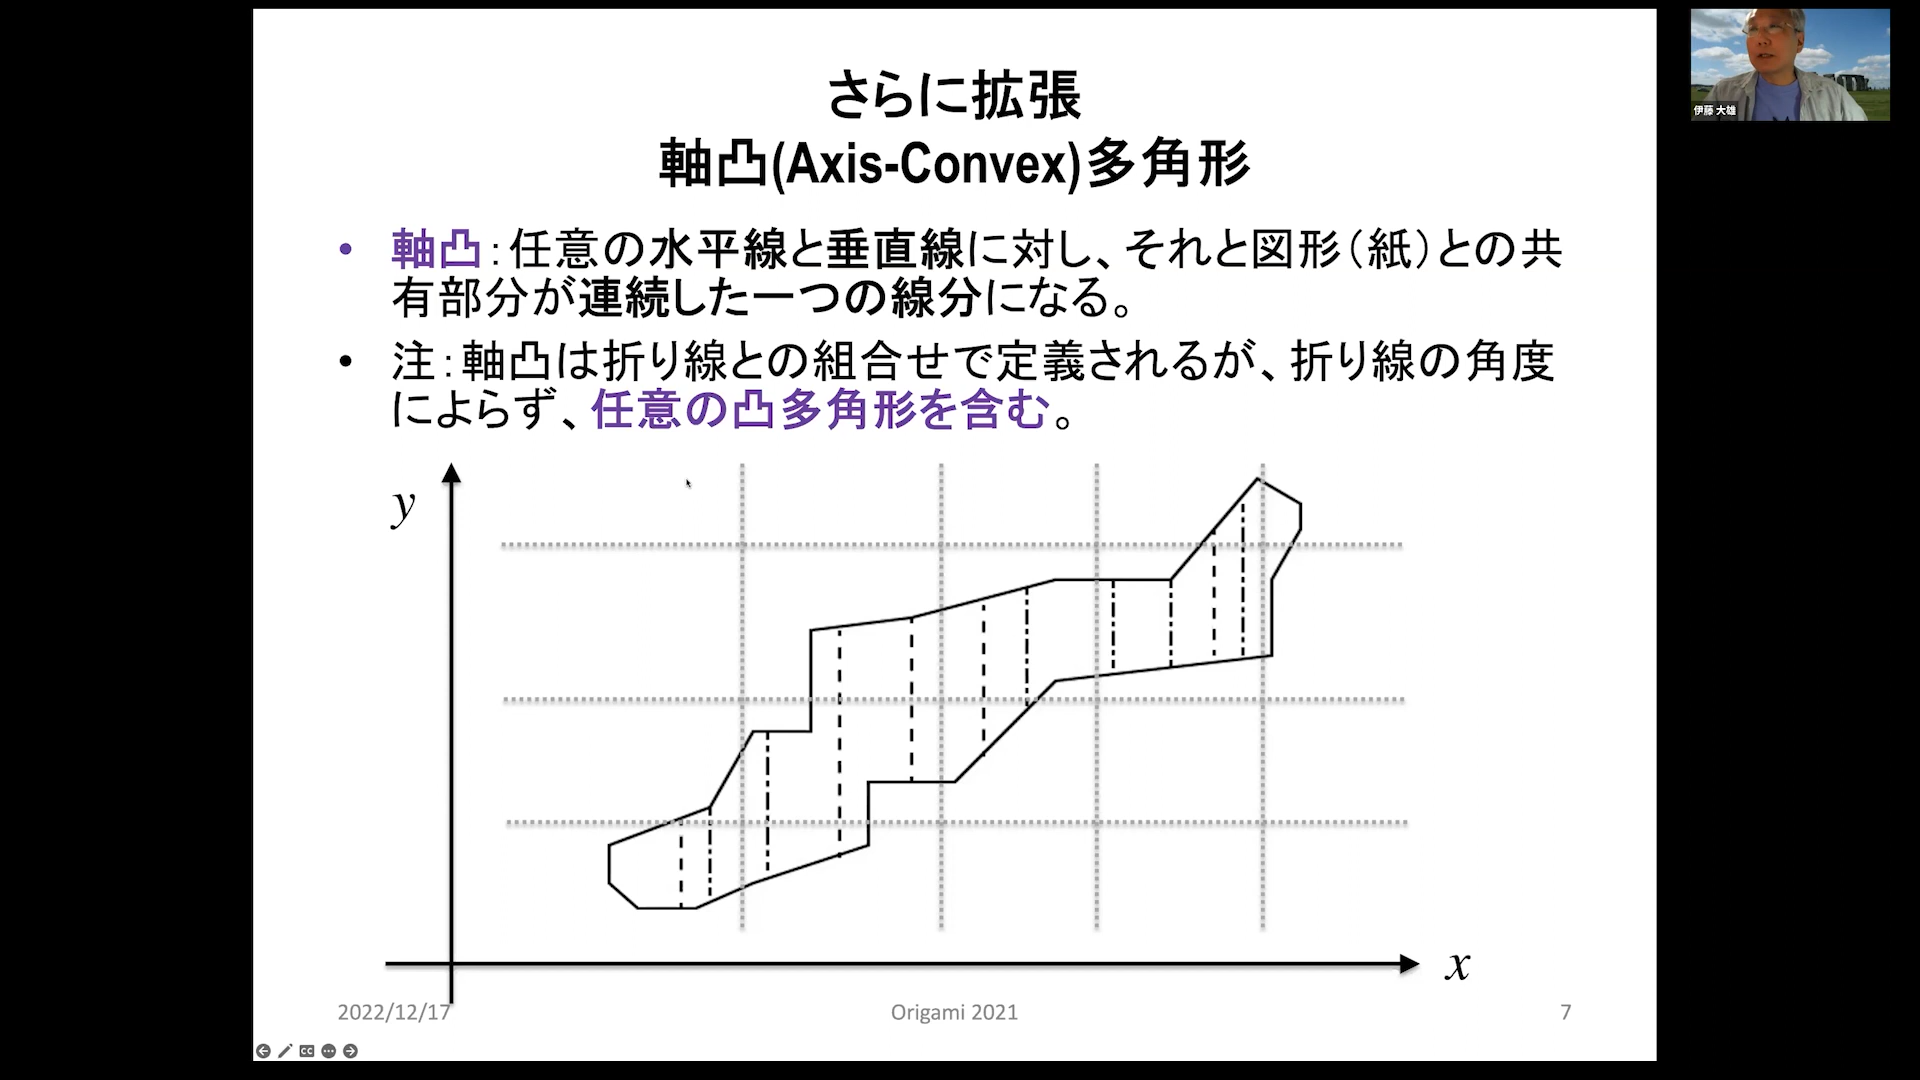 さらに拡張
軸凸(Axis-Convex)多角形
• 軸凸：任意の水平線と垂直線に対し、それと図形（紙）との共
有部分が連続した一つの線分になる。
• 注：軸凸は折り線との組合せで定義されるが、折り線の角度
によらず、任意の凸多角形を含む。
y
x
2022/12/17
Origami 2021
7
CC
伊藤 大雄